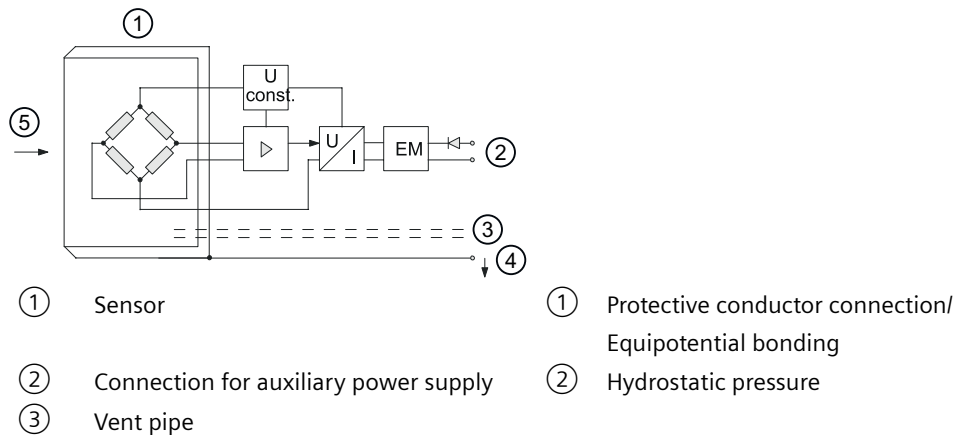 ①
U
const.
⑤
U
I
EM
②
③
④
① Sensor
① Protective conductor connection/
Equipotential bonding
② Connection for auxiliary power supply
② Hydrostatic pressure
③ Vent pipe